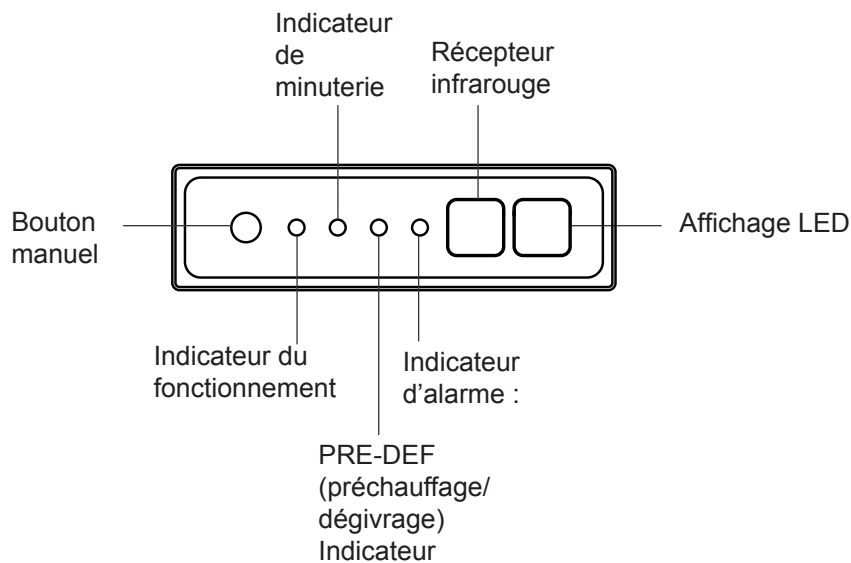 Indicateur
de
minuterie
Récepteur
infrarouge
Bouton
manuel
Affichage LED
Indicateur du
fonctionnement
Indicateur
d’alarme :
PRE-DEF
(préchauffage/
dégivrage)
Indicateur